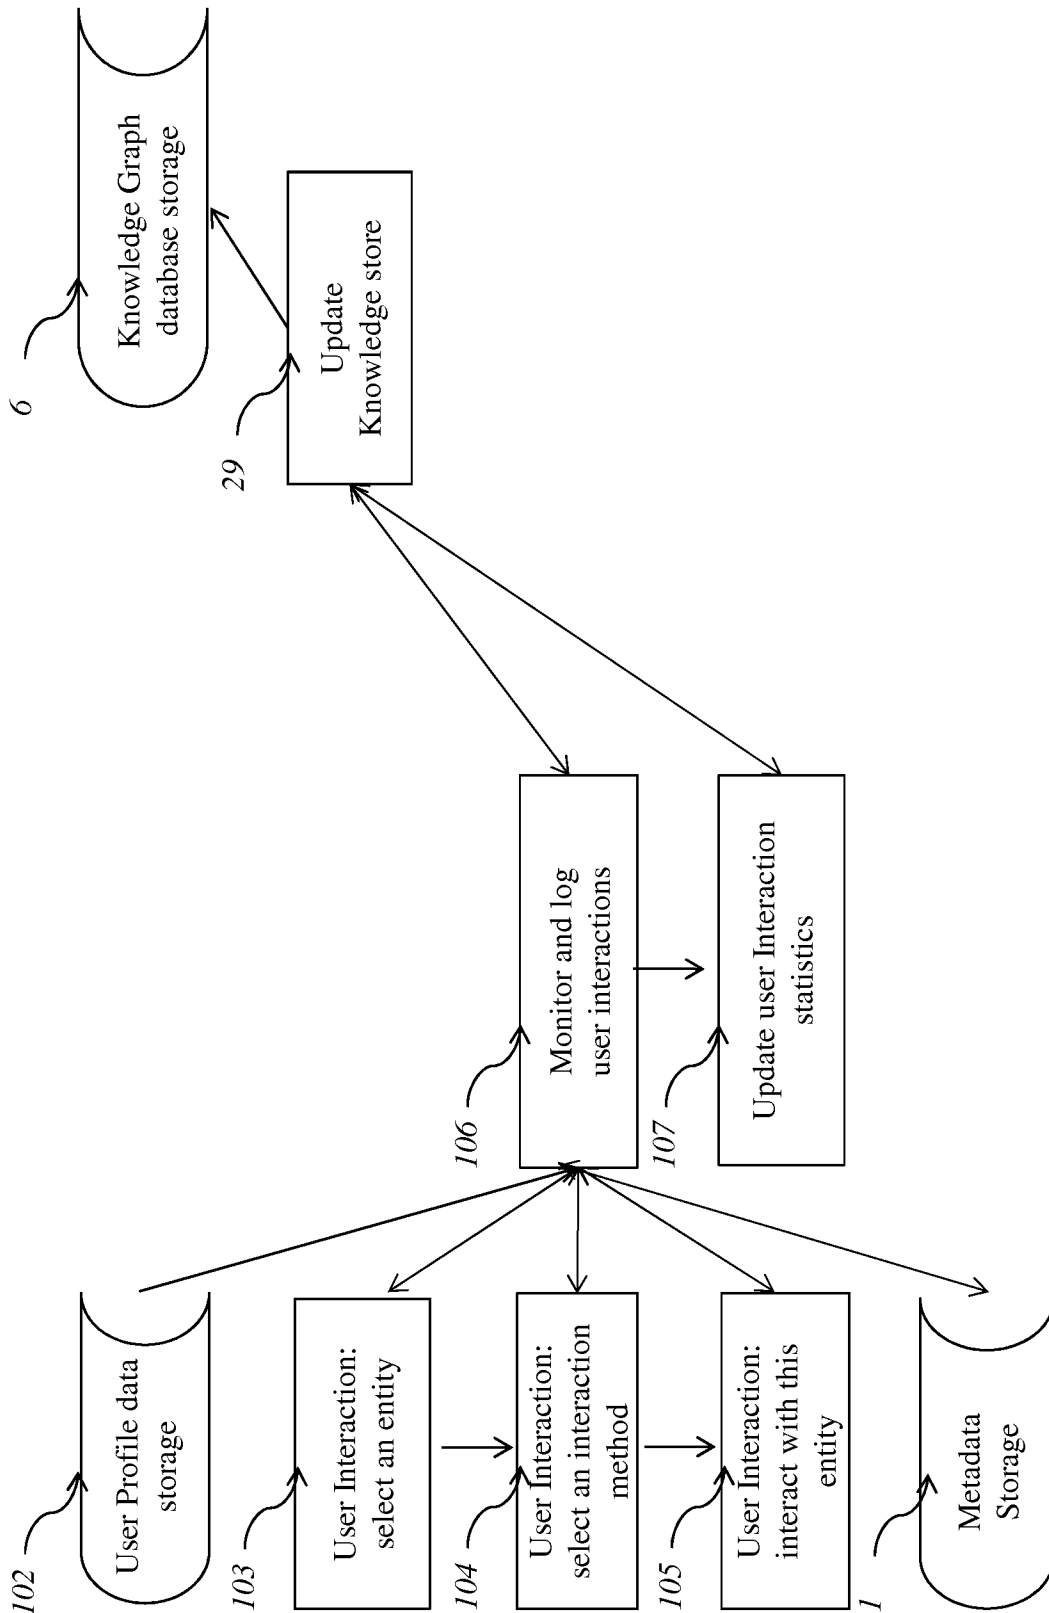 102
User Profile data
storage
103
User Interaction:
select an entity
104
User Interaction:
select an interaction
method
105
User Interaction:
interact with this
entity
1
Metadata
Storage
106
Monitor and log
user interactions
107
Update user Interaction
statistics
29
Update
Knowledge store
6
Knowledge Graph
database storage